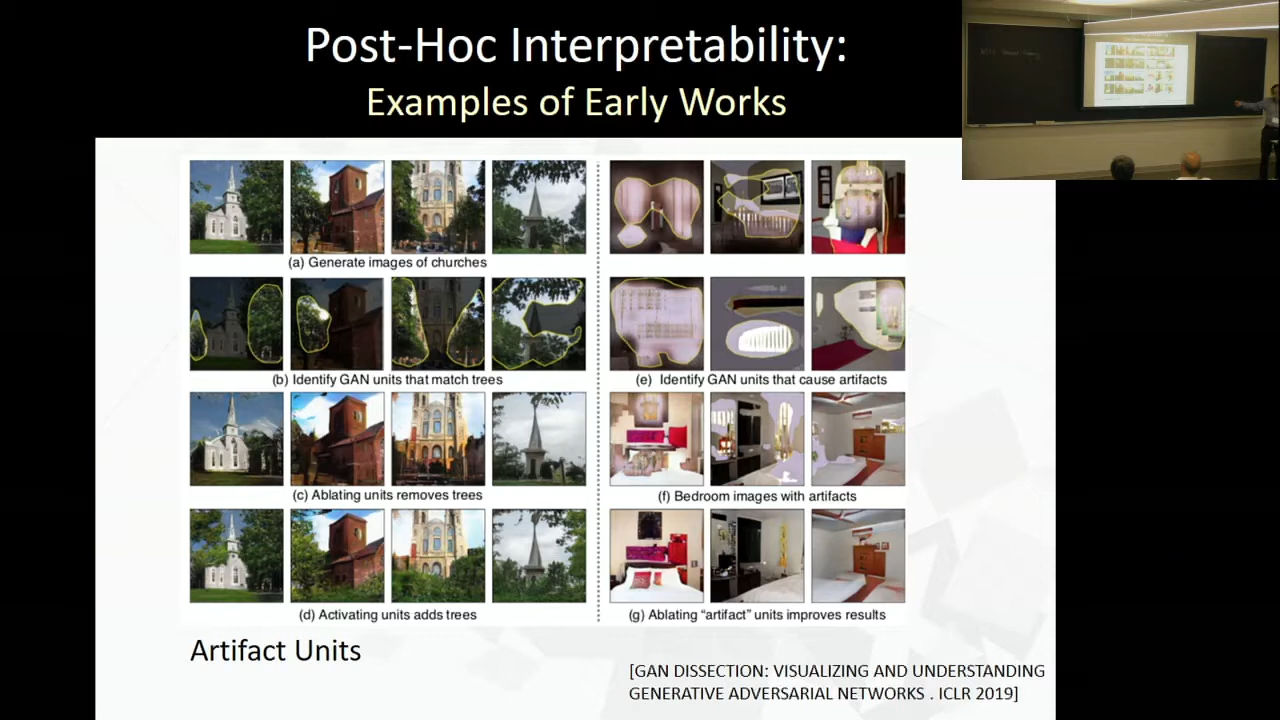 Post-Hoc Interpretability:
Examples of Early Works
(a) Generate images of churches
(b) Identify GAN units that match trees
(e) Identify GAN units that cause artifacts
(c) Ablating units removes trees
(f) Bedroom images with artifacts
(d) Activating units adds trees
(g) Ablating “artifact” units improves results
Artifact Units
[GAN DISSECTION: VISUALIZING AND UNDERSTANDING
GENERATIVE ADVERSARIAL NETWORKS . ICLR 2019]